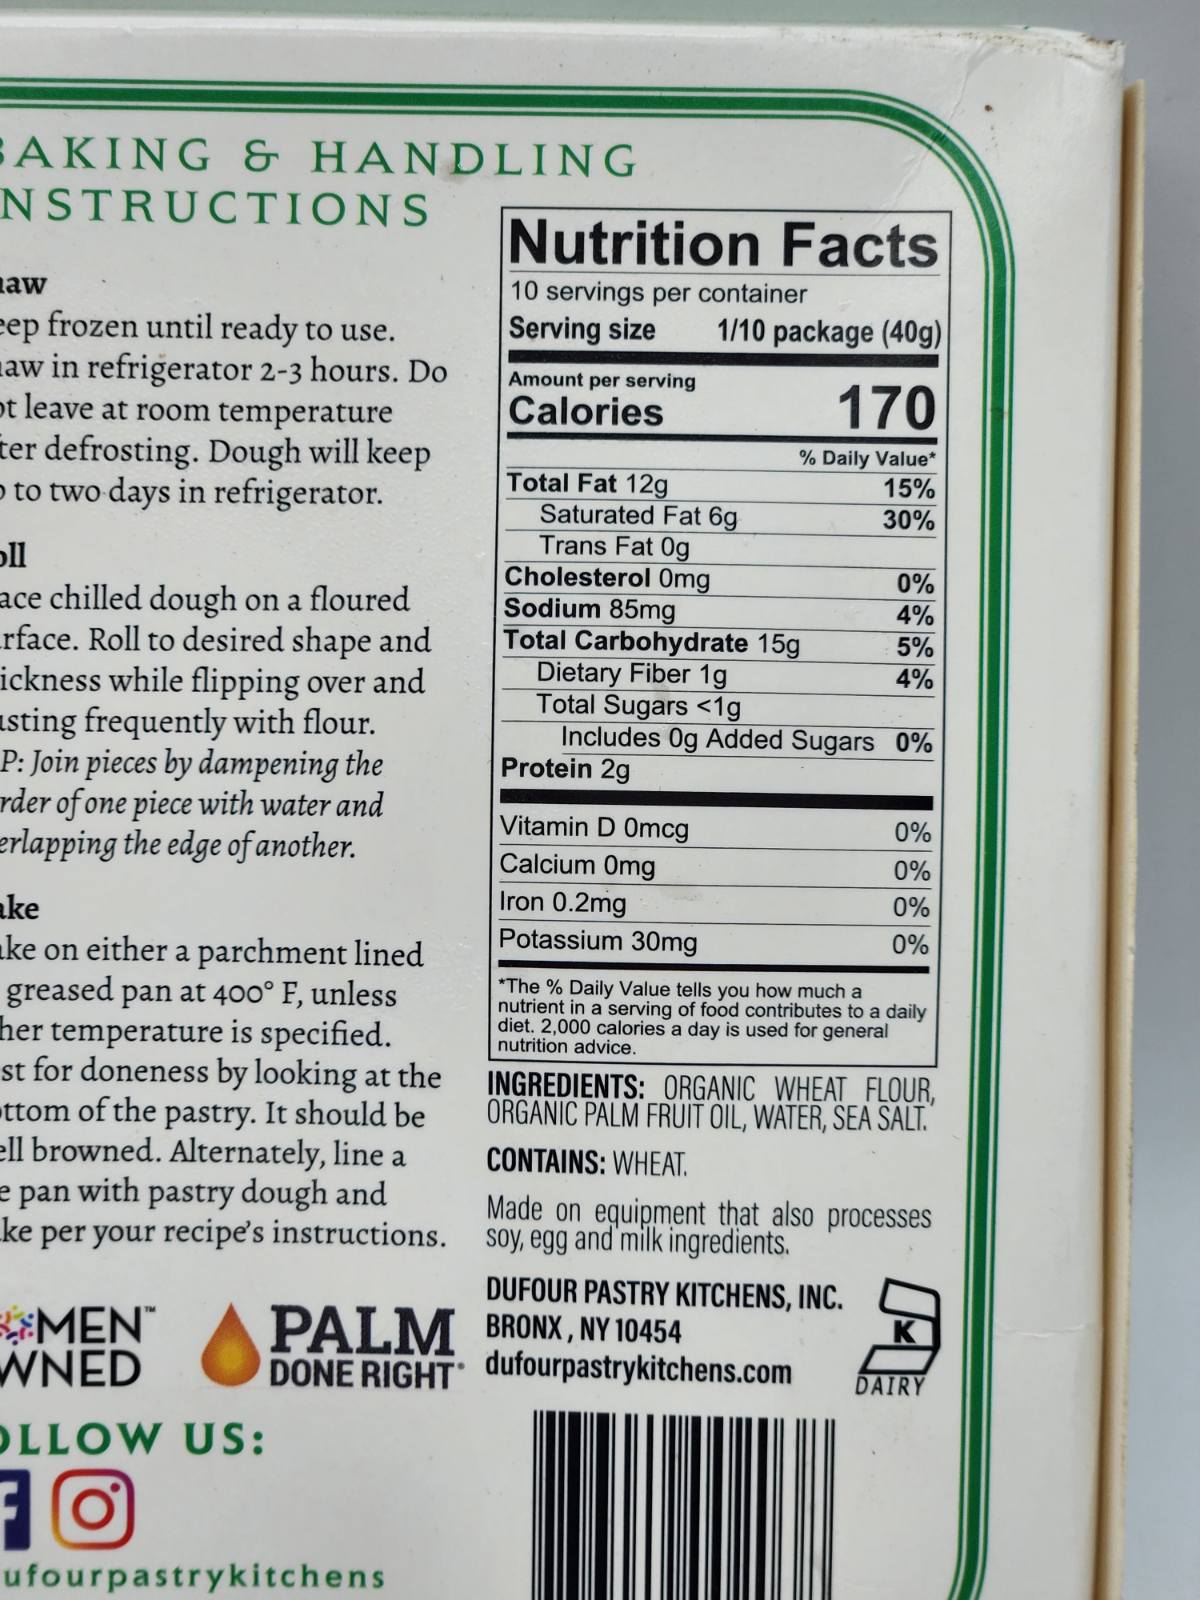 AKING & HANDLING
NSTRUCTIONS
aw
eep frozen until ready to use.
aw in refrigerator 2-3 hours. Do
ot leave at room temperature
ter defrosting. Dough will keep
to two days in refrigerator.
oll
ace chilled dough on a floured
rface. Roll to desired shape and
ickness while flipping over and
usting frequently with flour.
P: Join pieces by dampening the
rder of one piece with water and
erlapping the edge of another.
ake
ake on either a parchment lined
greased pan at 400° F, unless
her temperature is specified.
st for doneness by looking at the
ottom of the pastry. It should be
ell browned. Alternately, line a
e pan with pastry dough and
ke per your recipe's instructions.
MEN™
WNED
PALM
DONE RIGHT®
OLLOW US:
f
ufourpastrykitchens
Nutrition Facts
10 servings per container
Serving size 1/10 package (40g)
Amount per serving
Calories 170
% Daily Value*
Total Fat 12g 15%
Saturated Fat 6g 30%
Trans Fat 0g
Cholesterol 0mg 0%
Sodium 85mg 4%
Total Carbohydrate 15g 5%
Dietary Fiber 1g 4%
Total Sugars <1g
Includes 0g Added Sugars 0%
Protein 2g
Vitamin D 0mcg 0%
Calcium 0mg 0%
Iron 0.2mg 0%
Potassium 30mg 0%
*The % Daily Value tells you how much a
nutrient in a serving of food contributes to a daily
diet. 2,000 calories a day is used for general
nutrition advice.
INGREDIENTS: ORGANIC WHEAT FLOUR,
ORGANIC PALM FRUIT OIL, WATER, SEA SALT.
CONTAINS: WHEAT.
Made on equipment that also processes
soy, egg and milk ingredients.
DUFOUR PASTRY KITCHENS, INC.
BRONX, NY 10454
dufourpastrykitchens.com
K
DAIRY